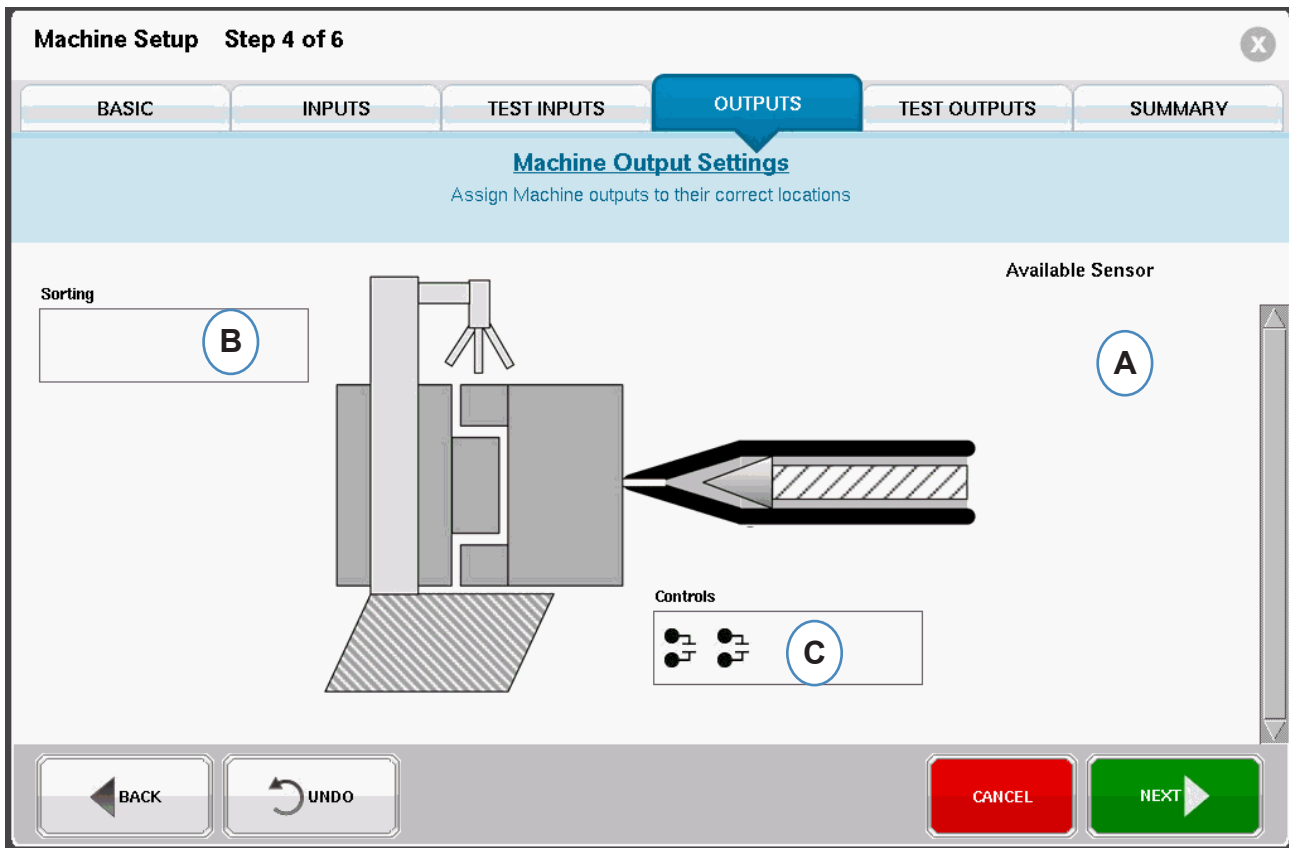 Machine Setup Step 4 of 6
X
BASIC
INPUTS
TEST INPUTS
OUTPUTS
TEST OUTPUTS
SUMMARY
Machine Output Settings
Assign Machine outputs to their correct locations
Available Sensor
Sorting
B
A
Controls
C
BACK
UNDO
CANCEL
NEXT